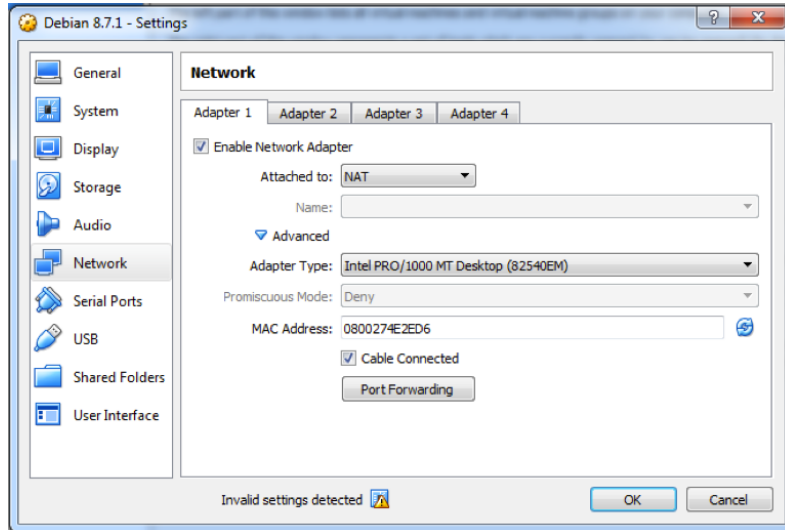 Debian 8.7.1 - Settings
General
System
Display
Storage
Audio
Network
Serial Ports
USB
Shared Folders
User Interface
Network
Adapter 1 Adapter 2 Adapter 3 Adapter 4
Enable Network Adapter
Attached to: NAT
Name:
Advanced
Adapter Type: Intel PRO/1000 MT Desktop (82540EM)
Promiscuous Mode: Deny
MAC Address: 0800274E2ED6
Cable Connected
Port Forwarding
Invalid settings detected
OK Cancel